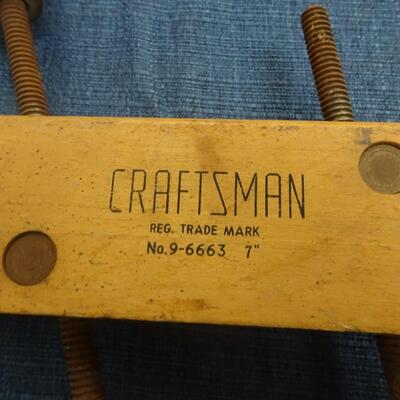 CRAFTSMAN
REG. TRADE MARK
No. 9-6663 7"